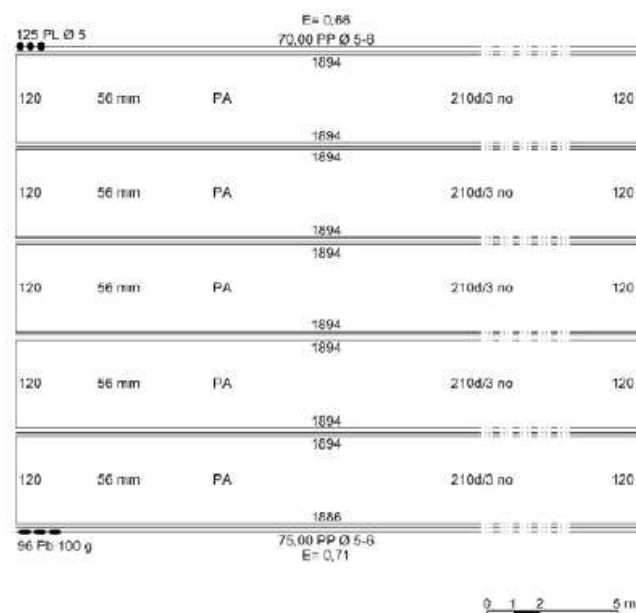 E= 0,66
125 PL Ø 5
70,00 PP Ø 5-6
1894
120 56 mm PA 210d/3 no 120
1894
1894
120 56 mm PA 210d/3 no 120
1894
1894
120 56 mm PA 210d/3 no 120
1894
1894
120 56 mm PA 210d/3 no 120
1894
1894
120 56 mm PA 210d/3 no 120
1886
96 Pb 100 g
75,00 PP Ø 5-6
E= 0,71
0 1 2 5 m